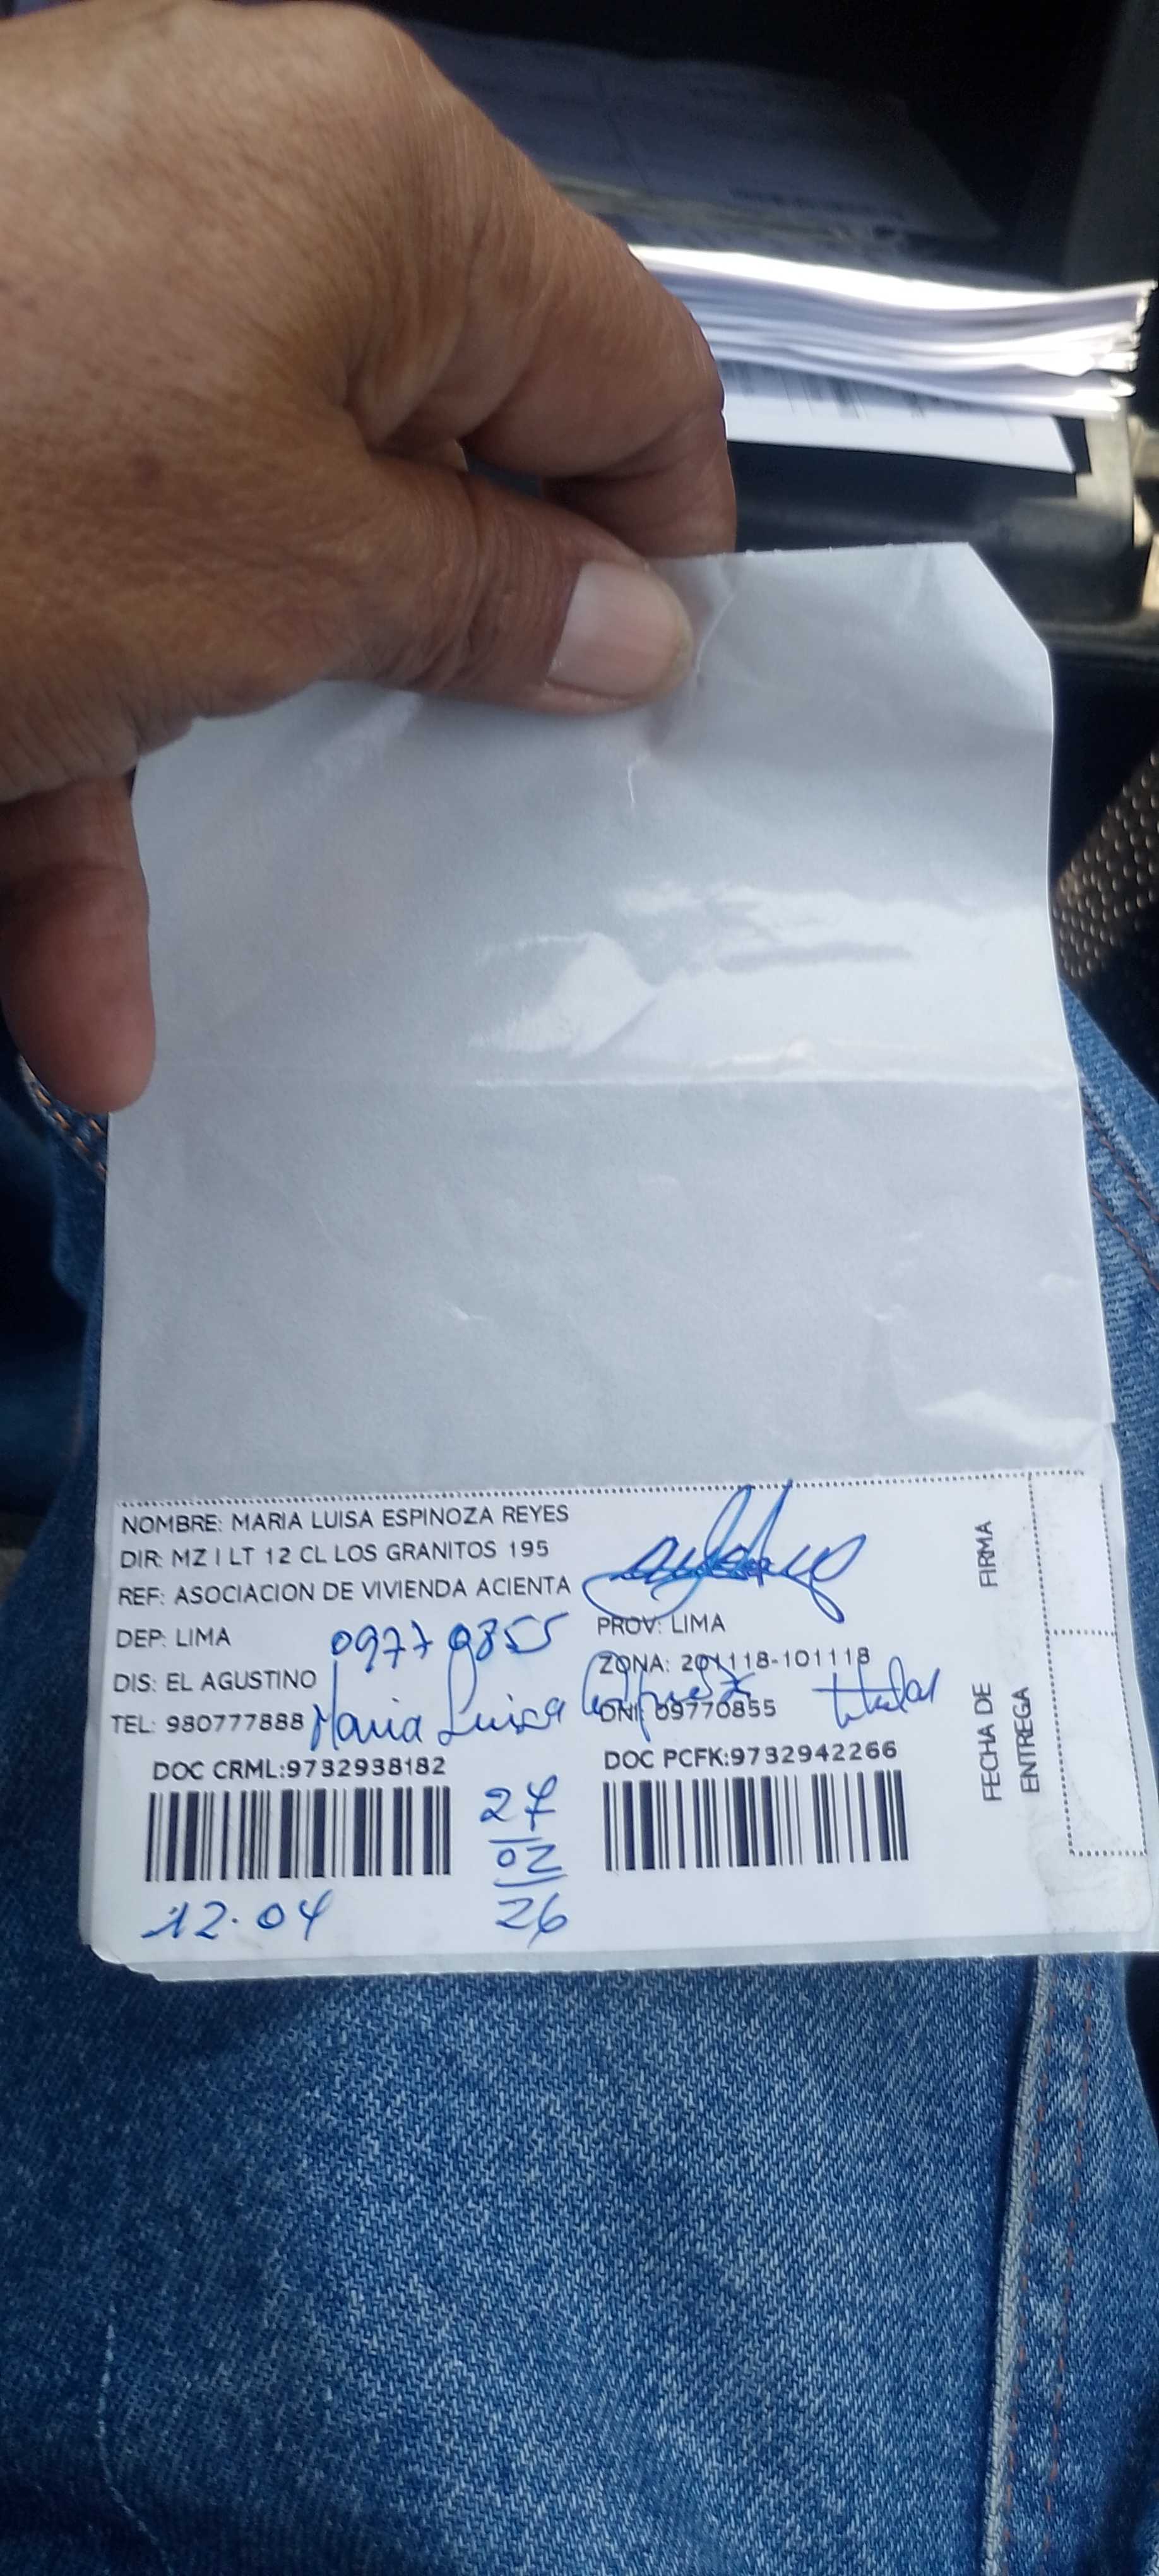 NOMBRE: MARIA LUISA ESPINOZA REYES
DIR: MZ I LT 12 CL LOS GRANITOS 195
REF: ASOCIACION DE VIVIENDA ACIENTA
DEP: LIMA
PROV: LIMA
09770855
DIS: EL AGUSTINO
ZONA: 201118-101118
TEL: 980777888
Maria Luisa
DNI: 09770855
titular
DOC CRML:9732938182
DOC PCFK:9732942266
27
02
26
12.04
FIRMA
FECHA DE
ENTREGA